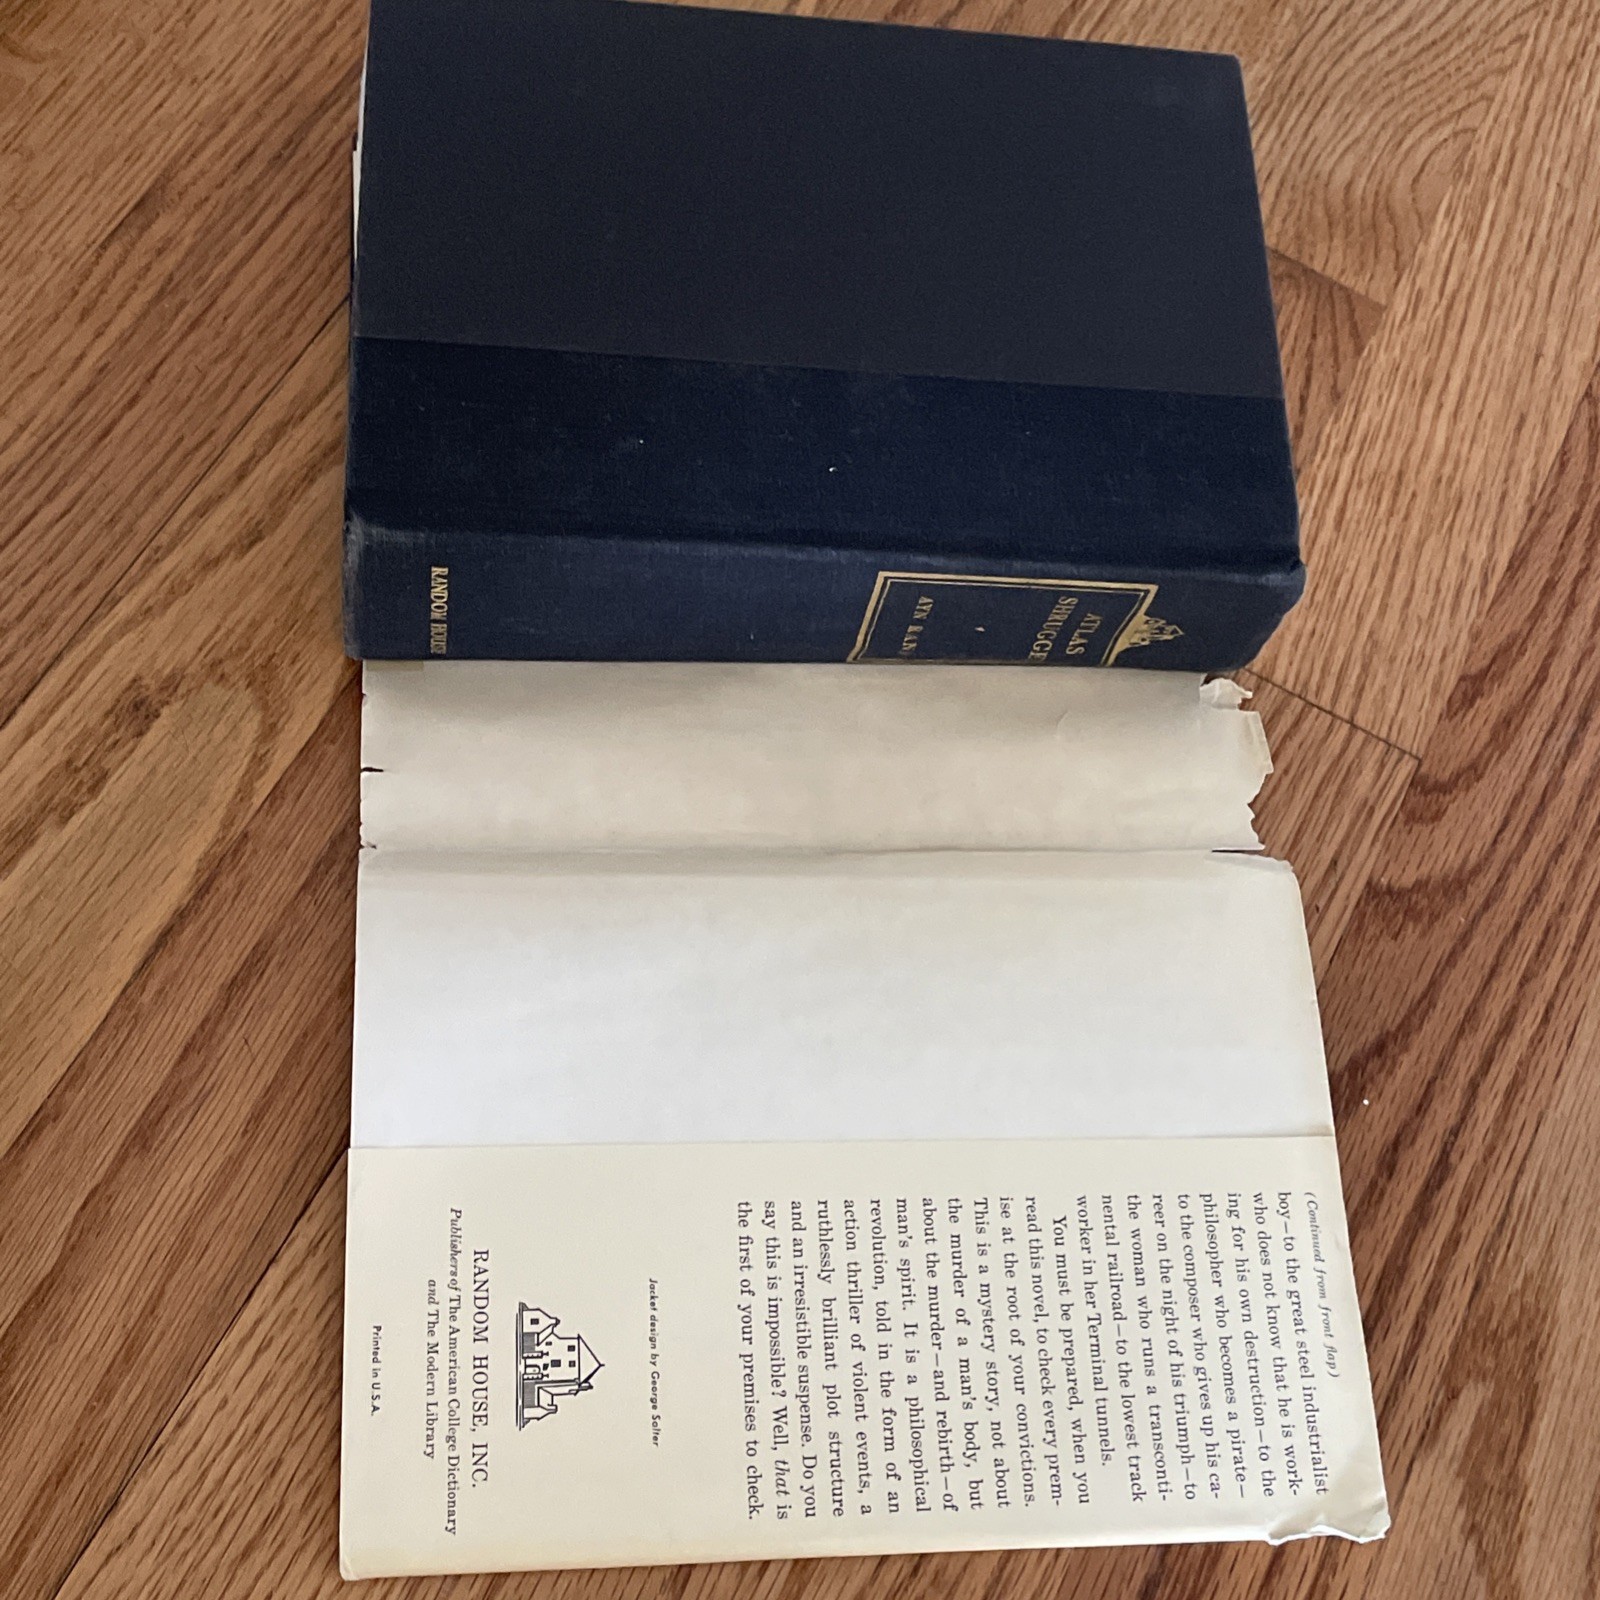 ATLAS
SHRUGGE
AYN RAN
RANDOM HOUSE
(Continued from front flap)
boy—to the great steel industrialist
who does not know that he is work-
ing for his own destruction—to the
philosopher who becomes a pirate—
to the composer who gives up his ca-
reer on the night of his triumph—to
the woman who runs a transconti-
nental railroad—to the lowest track
worker in her Terminal tunnels.
You must be prepared, when you
read this novel, to check every prem-
ise at the root of your convictions.
This is a mystery story, not about
the murder of a man's body, but
about the murder—and rebirth—of
man's spirit. It is a philosophical
revolution, told in the form of an
action thriller of violent events, a
ruthlessly brilliant plot structure
and an irresistible suspense. Do you
say this is impossible? Well, that is
the first of your premises to check.
Jacket design by George Salter
RANDOM HOUSE, INC.
Publishers of The American College Dictionary
and The Modern Library
Printed in U.S.A.